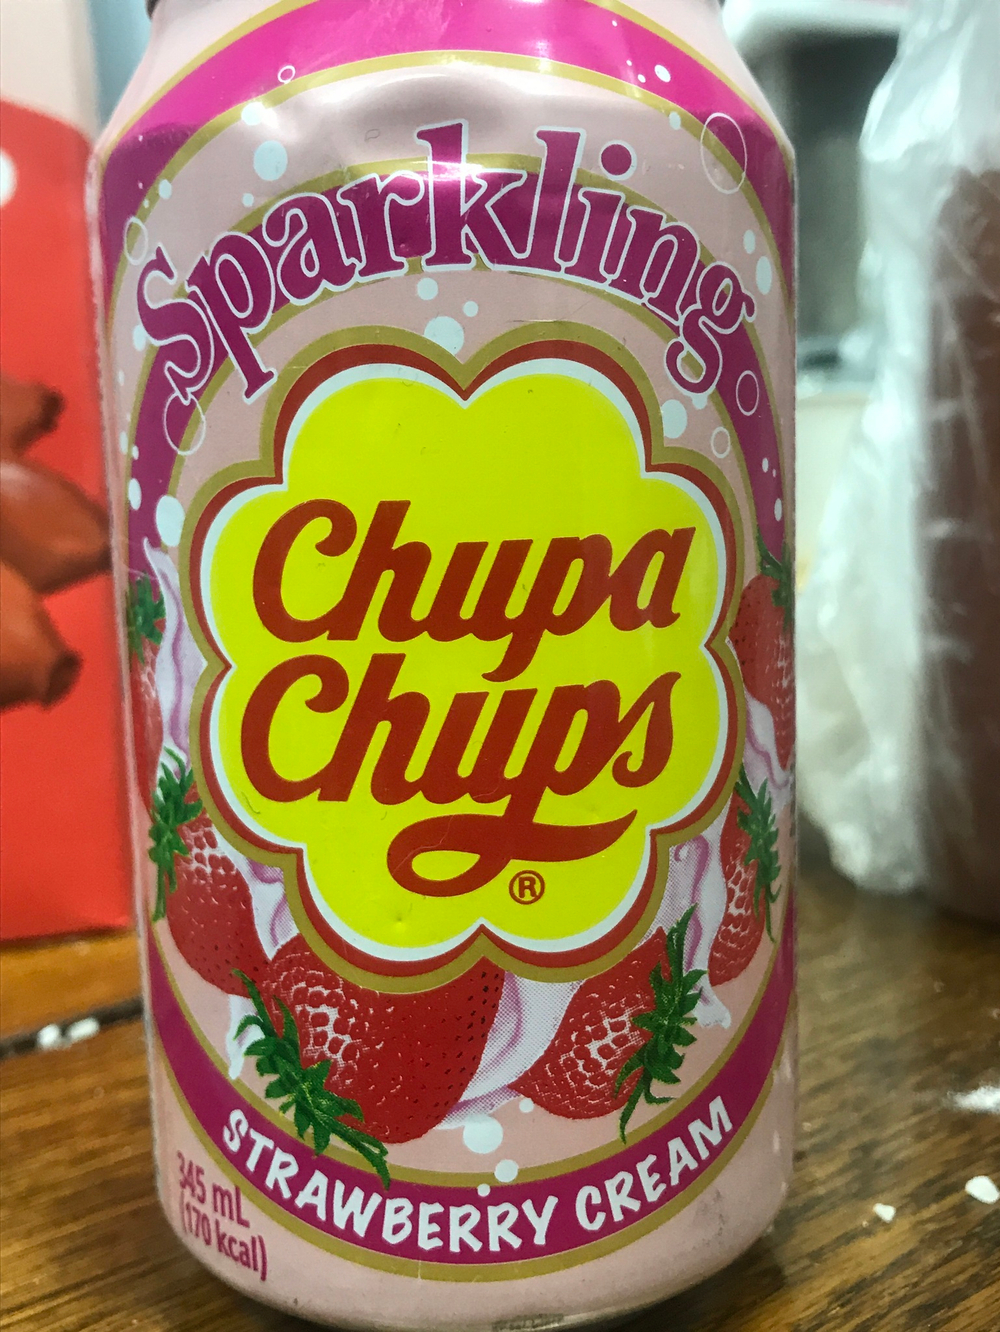 Sparkling
Chupa
Chups
®
STRAWBERRY CREAM
345 mL
(170 kcal)